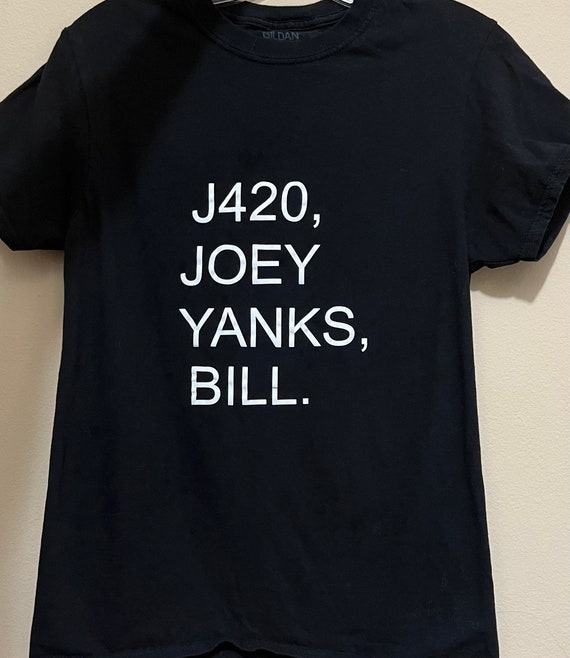 GILDAN
J420,
JOEY
YANKS,
BILL.